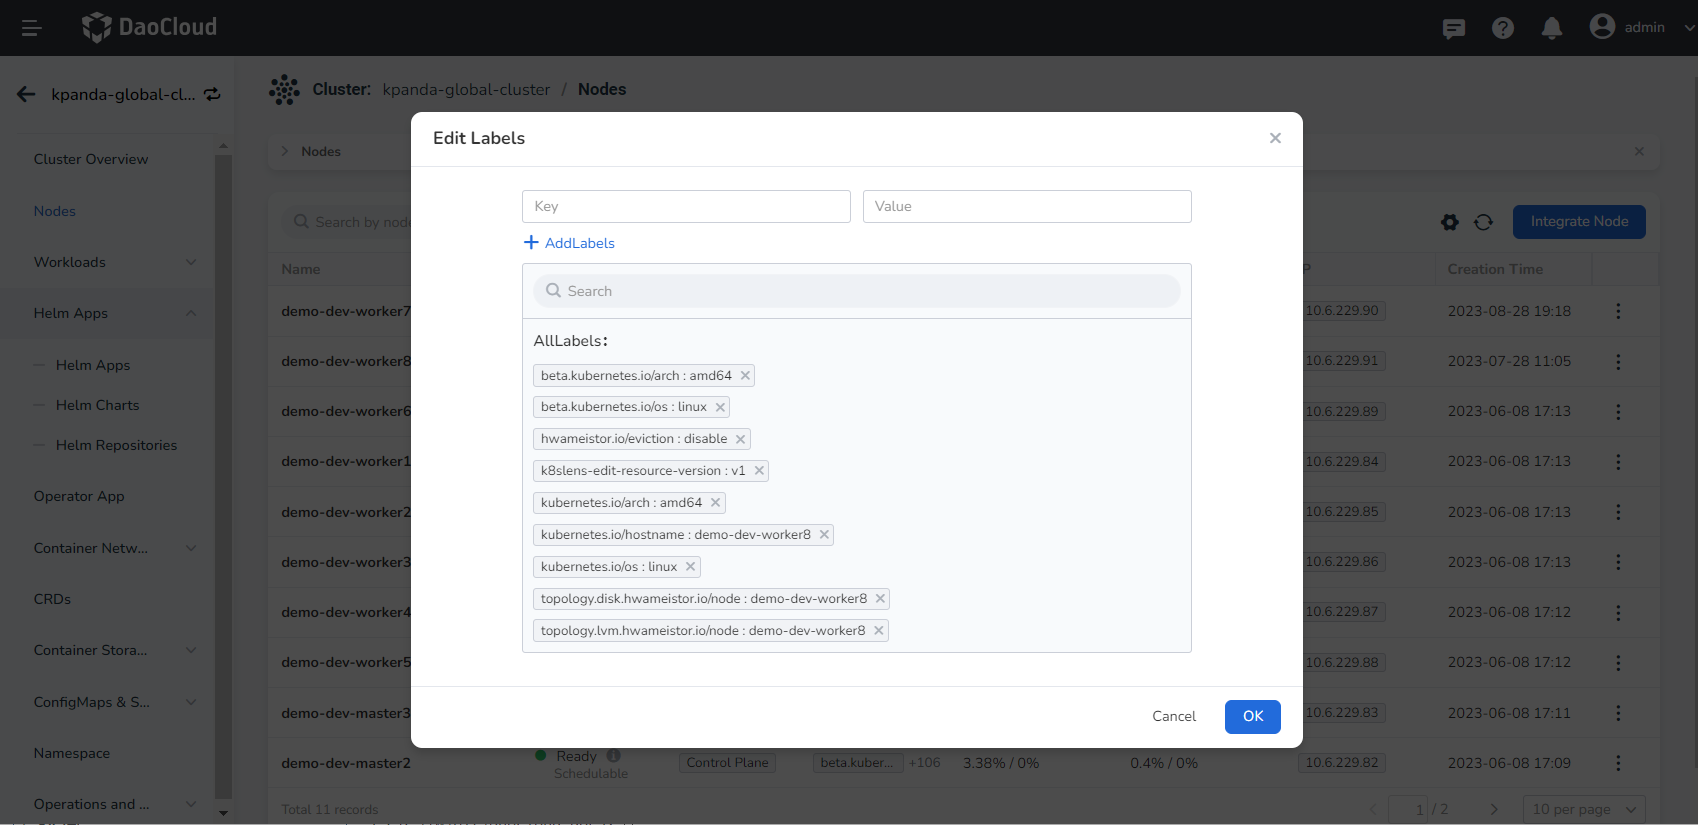 DaoCloud
admin
kpanda-global-cl...
Cluster: kpanda-global-cluster / Nodes
Cluster Overview
Nodes
Workloads
Helm Apps
Helm Apps
Helm Charts
Helm Repositories
Operator App
Container Netw...
CRDs
Container Stora...
ConfigMaps & S...
Namespace
Operations and ...
Nodes
Search by node
Integrate Node
Name
Creation Time
demo-dev-worker7
10.6.229.90
2023-08-28 19:18
demo-dev-worker8
10.6.229.91
2023-07-28 11:05
demo-dev-worker6
10.6.229.89
2023-06-08 17:13
demo-dev-worker1
10.6.229.84
2023-06-08 17:13
demo-dev-worker2
10.6.229.85
2023-06-08 17:13
demo-dev-worker3
10.6.229.86
2023-06-08 17:13
demo-dev-worker4
10.6.229.87
2023-06-08 17:12
demo-dev-worker5
10.6.229.88
2023-06-08 17:12
demo-dev-master3
10.6.229.83
2023-06-08 17:11
demo-dev-master2
Ready
Schedulable
Control Plane
beta.kuber...
+106
3.38% / 0%
0.4% / 0%
10.6.229.82
2023-06-08 17:09
Total 11 records
1 / 2
10 per page
Edit Labels
Key
Value
AddLabels
Search
AllLabels:
beta.kubernetes.io/arch : amd64
beta.kubernetes.io/os : linux
hwameistor.io/eviction : disable
k8slens-edit-resource-version : v1
kubernetes.io/arch : amd64
kubernetes.io/hostname : demo-dev-worker8
kubernetes.io/os : linux
topology.disk.hwameistor.io/node : demo-dev-worker8
topology.lvm.hwameistor.io/node : demo-dev-worker8
Cancel
OK